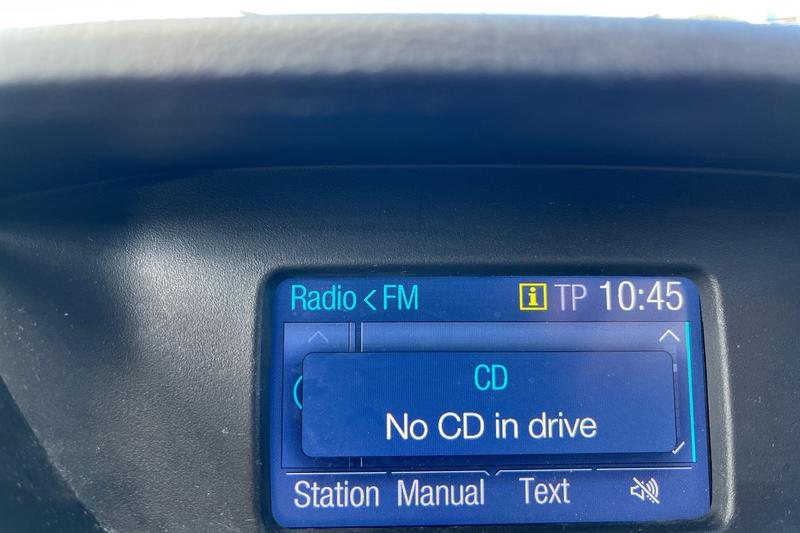 Radio < FM i TP 10:45
CD
No CD in drive
Station Manual Text